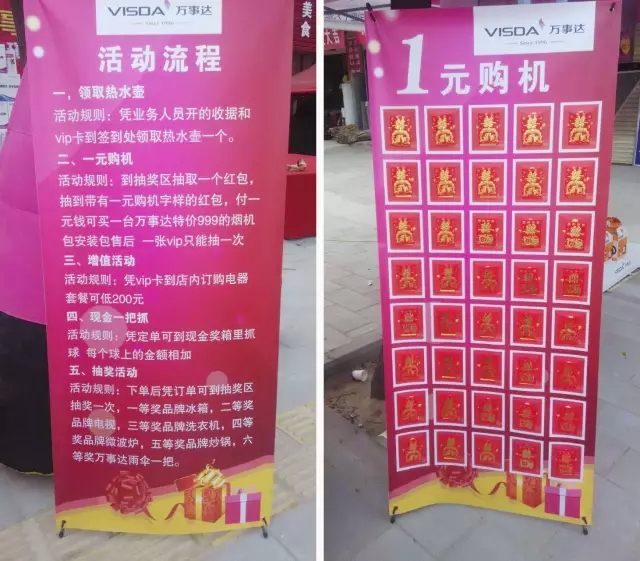 VISDA 万事达
Since 1996
活动流程
一，领取热水壶
活动规则：凭业务人员开的收据和
vip卡到签到处领取热水壶一个。
二、一元购机
活动规则：到抽奖区抽取一个红包，
抽到带有一元购机字样的红包，付一
元钱可买一台万事达特价999的烟机
包安装包售后 一张vip只能抽一次
三、增值活动
活动规则：凭vip卡到店内订购电器
套餐可低200元
四、现金一把抓
活动规则：凭定单可到现金奖箱里抓
球 每个球上的金额相加
五、抽奖活动
活动规则：下单后凭订单可到抽奖区
抽奖一次，一等奖品牌冰箱，二等奖
品牌电视，三等奖品牌洗衣机，四等
奖品牌微波炉，五等奖品牌炒锅，六
等奖万事达雨伞一把。
美食
VISDA 万事达
1元购机